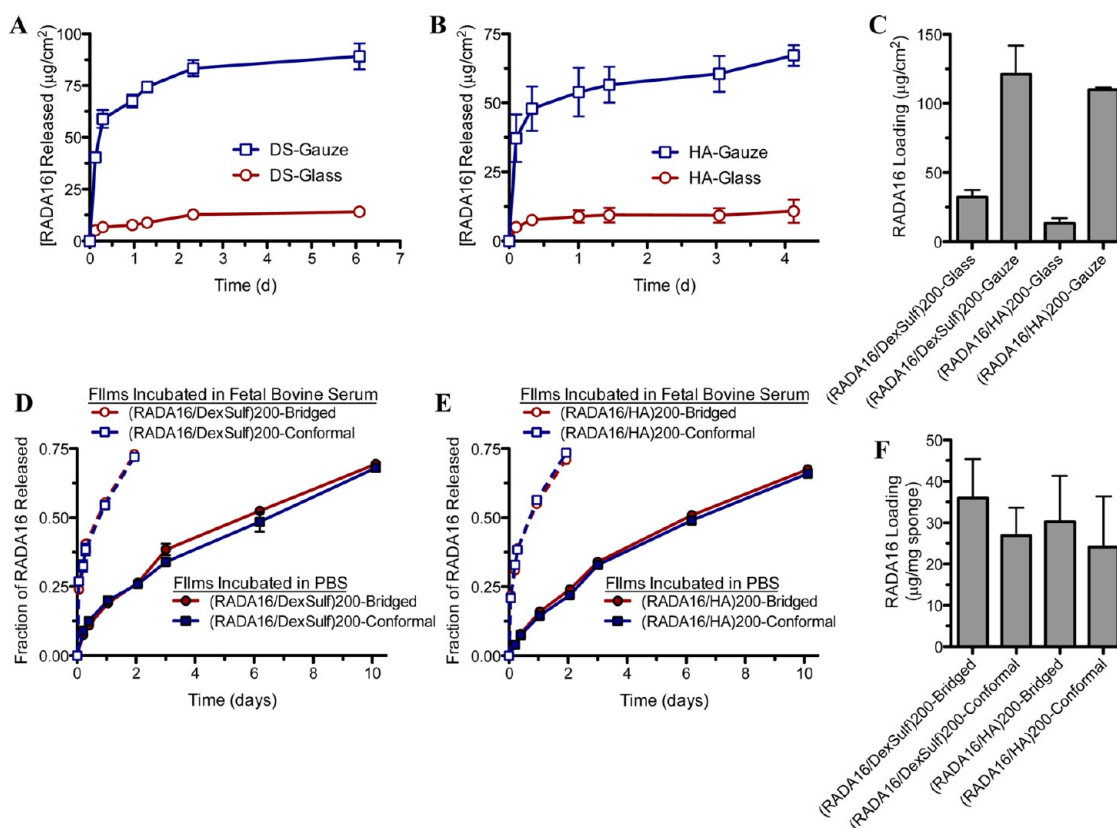 A
[RADA16] Released (µg/cm2)
100
75
50
25
0
DS-Gauze
DS-Glass
0 1 2 3 4 5 6 7
Time (d)
B
[RADA16] Released (µg/cm2)
75
50
25
0
HA-Gauze
HA-Glass
0 1 2 3 4
Time (d)
C
RADA16 Loading (µg/cm2)
150
100
50
0
(RADA16/DexSulf)200-Glass
(RADA16/DexSulf)200-Gauze
(RADA16/HA)200-Glass
(RADA16/HA)200-Gauze
D
FIlms Incubated in Fetal Bovine Serum
(RADA16/DexSulf)200-Bridged
(RADA16/DexSulf)200-Conformal
Fraction of RADA16 Released
0.75
0.50
0.25
0.00
FIlms Incubated in PBS
(RADA16/DexSulf)200-Bridged
(RADA16/DexSulf)200-Conformal
0 2 4 6 8 10
Time (days)
E
FIlms Incubated in Fetal Bovine Serum
(RADA16/HA)200-Bridged
(RADA16/HA)200-Conformal
Fraction of RADA16 Released
0.75
0.50
0.25
0.00
FIlms Incubated in PBS
(RADA16/HA)200-Bridged
(RADA16/HA)200-Conformal
0 2 4 6 8 10
Time (days)
F
RADA16 Loading
(µg/mg sponge)
50
40
30
20
10
0
(RADA16/DexSulf)200-Bridged
(RADA16/DexSulf)200-Conformal
(RADA16/HA)200-Bridged
(RADA16/HA)200-Conformal